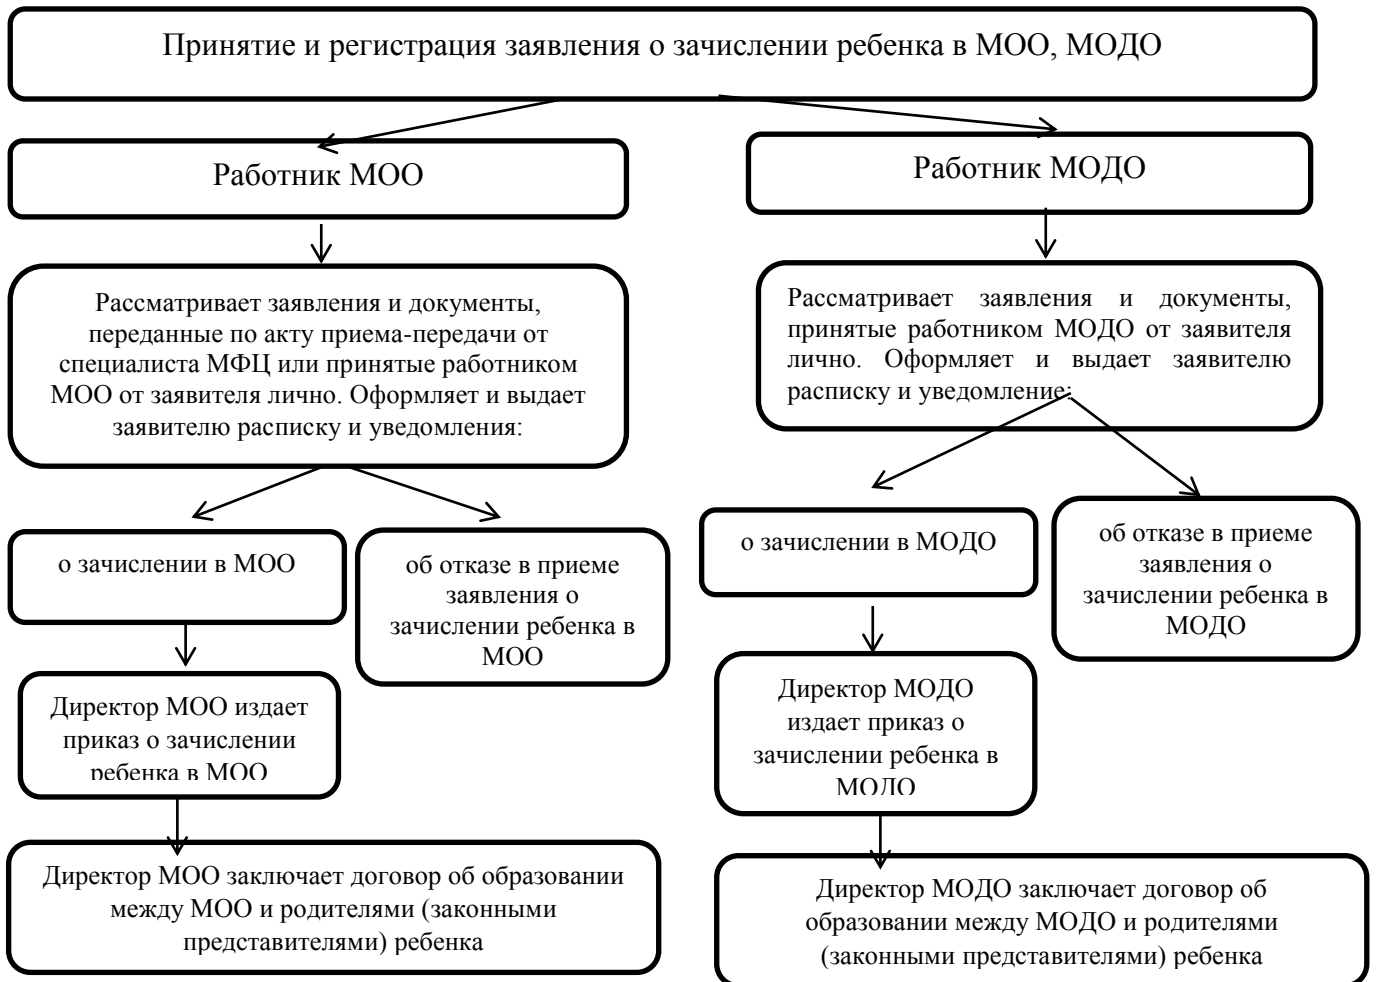 Принятие и регистрация заявления о зачислении ребенка в МОО, МОДО
Работник МОО
Работник МОДО
Рассматривает заявления и документы,
переданные по акту приема-передачи от
специалиста МФЦ или принятые работником
МОО от заявителя лично. Оформляет и выдает
заявителю расписку и уведомления:
Рассматривает заявления и документы,
принятые работником МОДО от заявителя
лично. Оформляет и выдает заявителю
расписку и уведомление:
о зачислении в МОО
об отказе в приеме
заявления о
зачислении ребенка в
МОО
о зачислении в МОДО
об отказе в приеме
заявления о
зачислении ребенка в
МОДО
Директор МОО издает
приказ о зачислении
ребенка в МОО
Директор МОДО
издает приказ о
зачислении ребенка в
МОДО
Директор МОО заключает договор об образовании
между МОО и родителями (законными
представителями) ребенка
Директор МОДО заключает договор об
образовании между МОДО и родителями
(законными представителями) ребенка